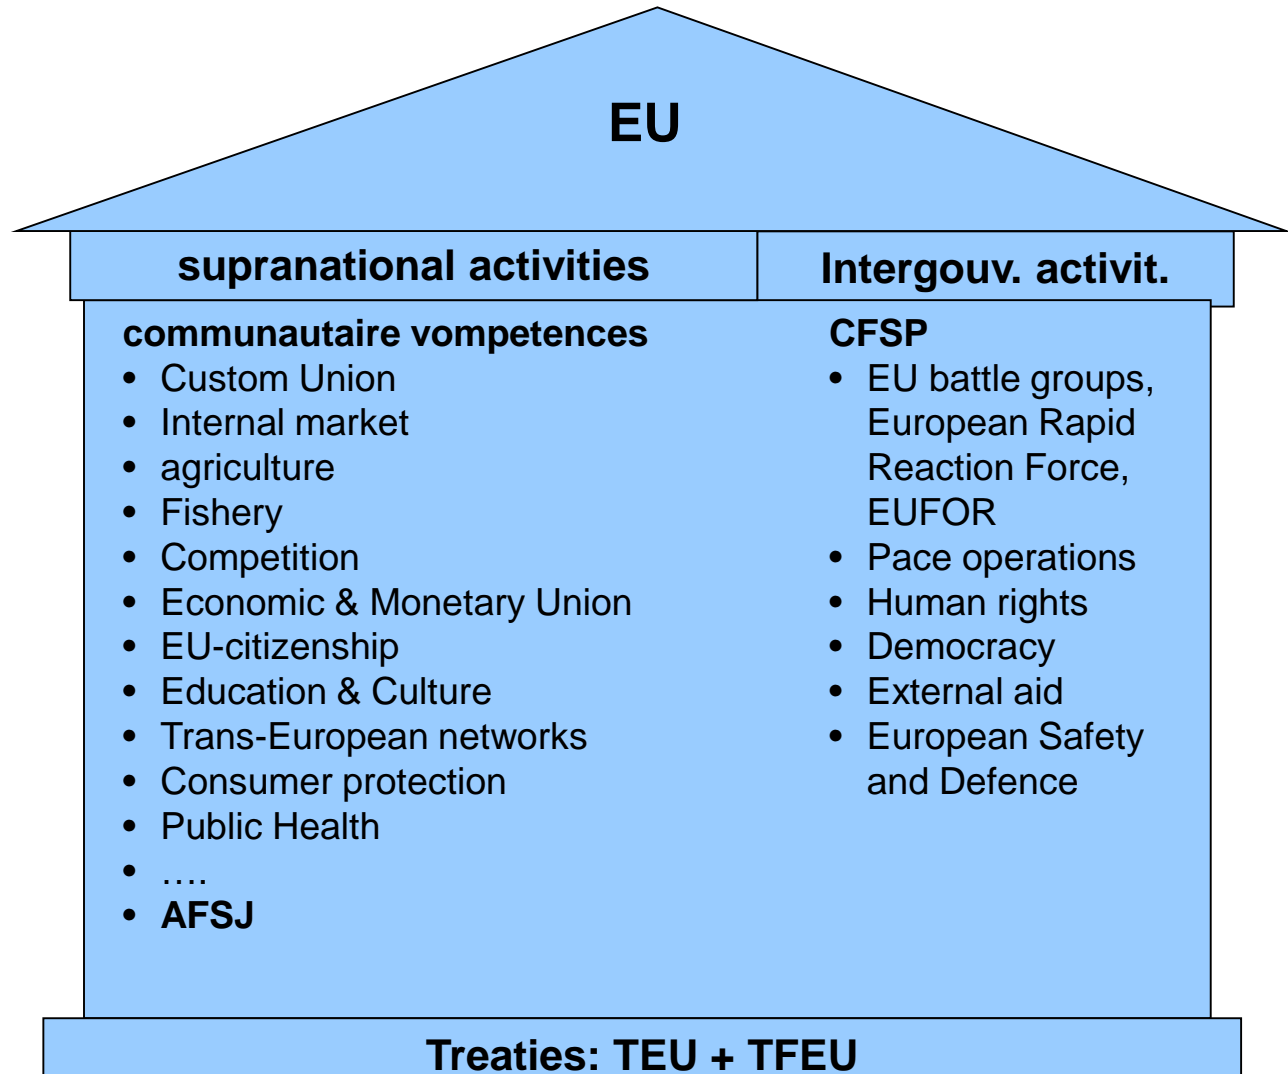 EU
supranational activities
Intergouv. activit.
communautaire vompetences
• Custom Union
• Internal market
• agriculture
• Fishery
• Competition
• Economic & Monetary Union
• EU-citizenship
• Education & Culture
• Trans-European networks
• Consumer protection
• Public Health
• ….
• AFSJ
CFSP
• EU battle groups,
European Rapid
Reaction Force,
EUFOR
• Pace operations
• Human rights
• Democracy
• External aid
• European Safety
and Defence
Treaties: TEU + TFEU